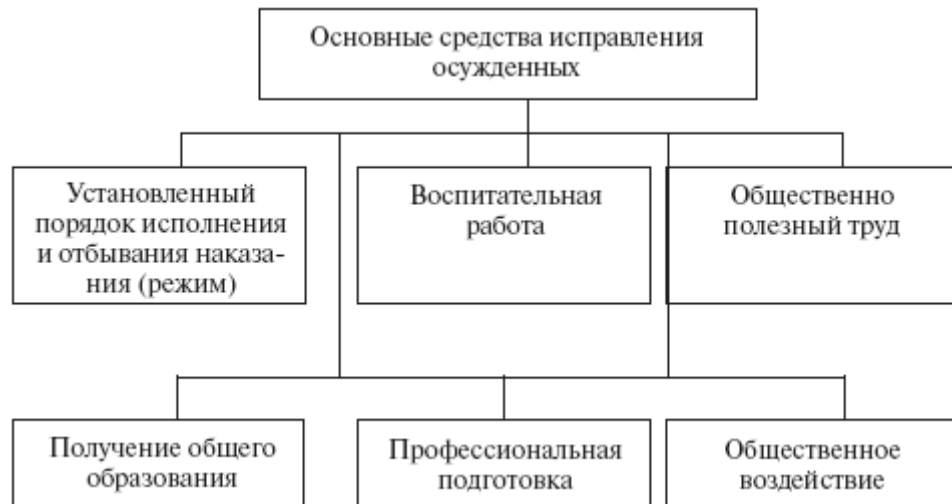 Основные средства исправления
осужденных
Установленный
порядок исполнения
и отбывания наказа-
ния (режим)
Воспитательная
работа
Общественно
полезный труд
Получение общего
образования
Профессиональная
подготовка
Общественное
воздействие